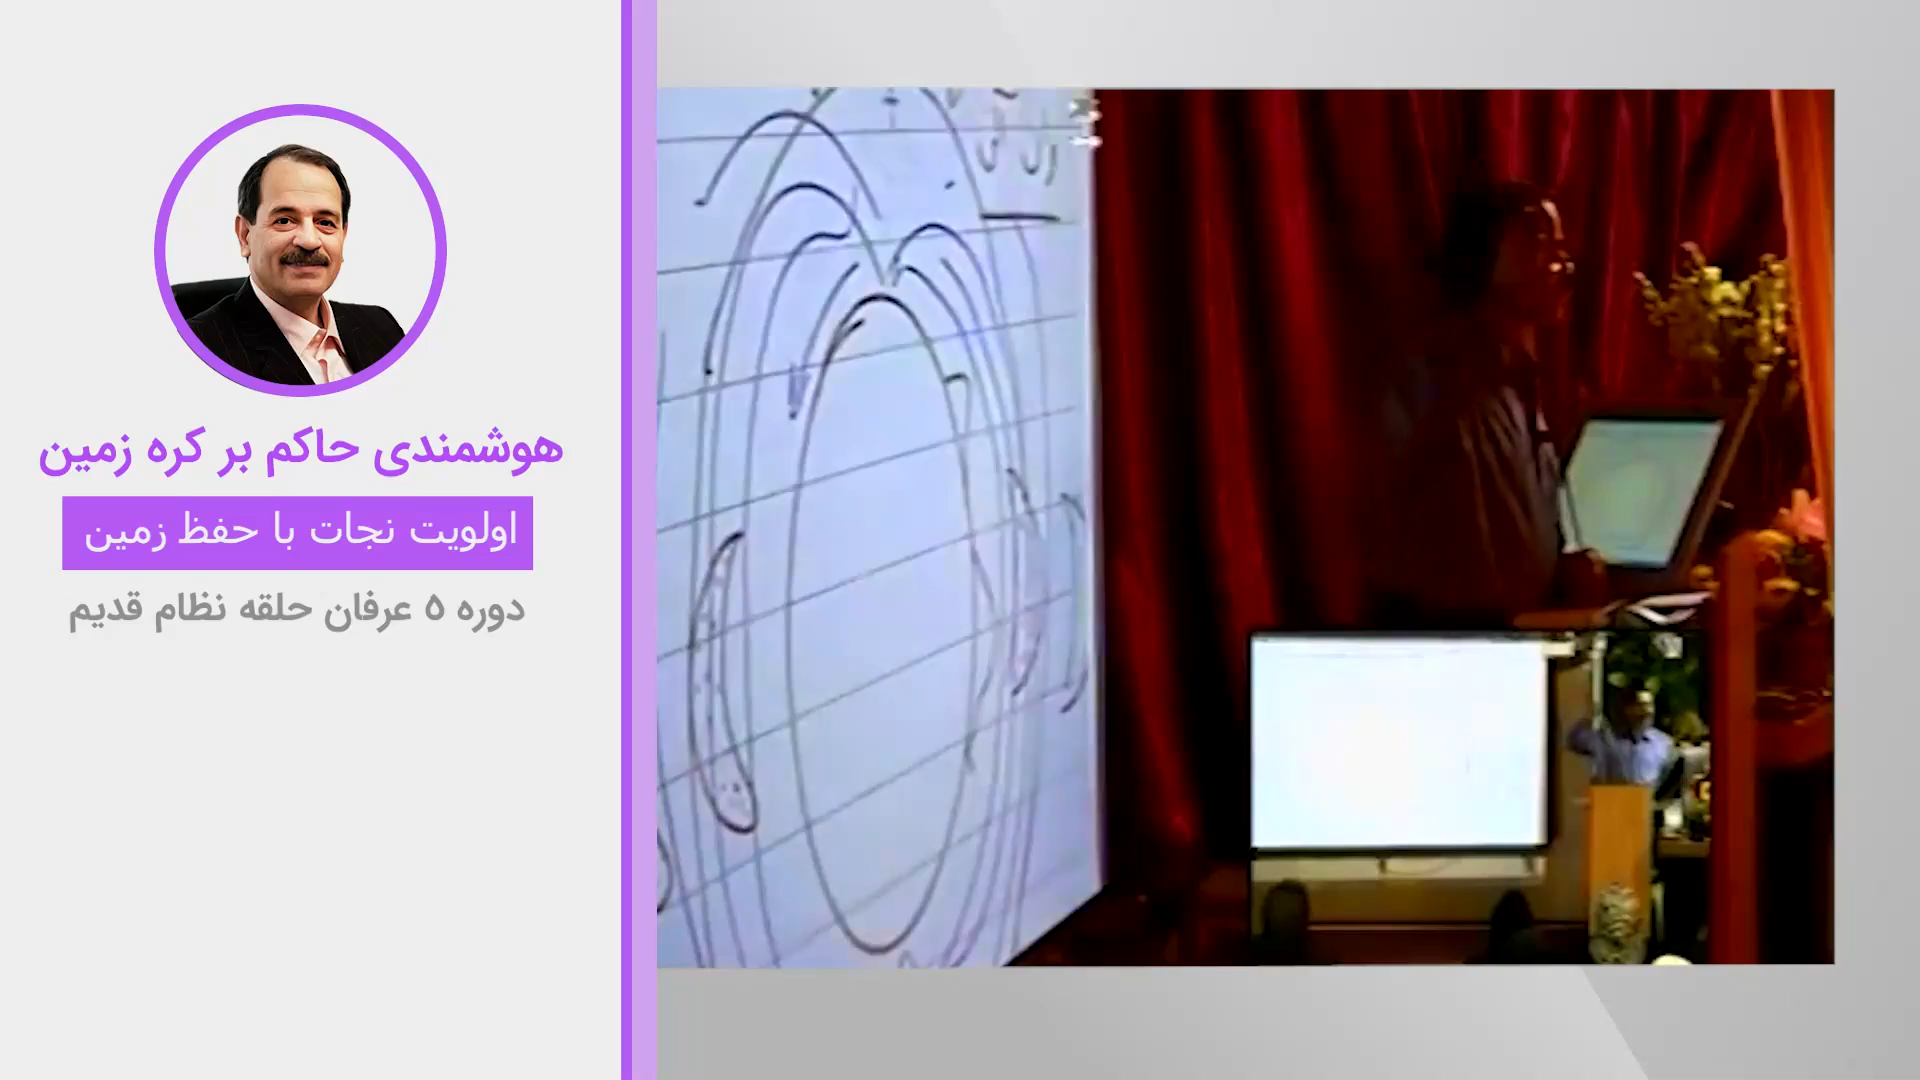 هوشمندی حاکم بر کره زمین
اولویت نجات با حفظ زمین
دوره ۵ عرفان حلقه نظام قدیم